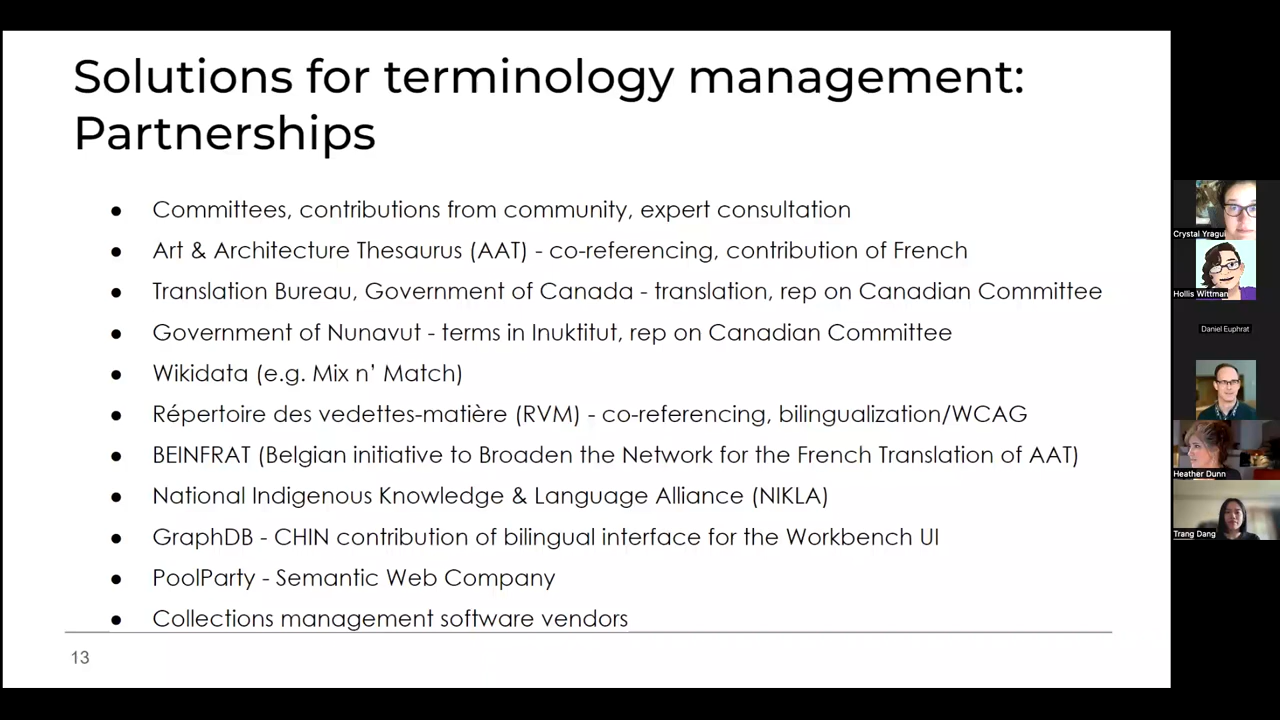 Solutions for terminology management:
Partnerships
● Committees, contributions from community, expert consultation
● Art & Architecture Thesaurus (AAT) - co-referencing, contribution of French
● Translation Bureau, Government of Canada - translation, rep on Canadian Committee
● Government of Nunavut - terms in Inuktitut, rep on Canadian Committee
● Wikidata (e.g. Mix n’ Match)
● Répertoire des vedettes-matière (RVM) - co-referencing, bilingualization/WCAG
● BEINFRAT (Belgian initiative to Broaden the Network for the French Translation of AAT)
● National Indigenous Knowledge & Language Alliance (NIKLA)
● GraphDB - CHIN contribution of bilingual interface for the Workbench UI
● PoolParty - Semantic Web Company
● Collections management software vendors
13
Crystal Yragui
Hollis Wittman
Daniel Euphrat
Heather Dunn
Trang Dang